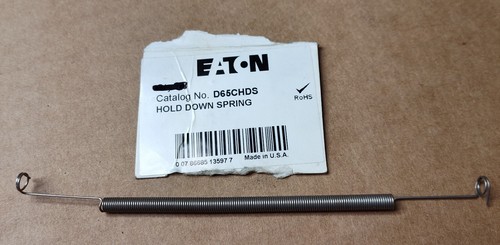 EATON
Catalog No. D65CHDS
RoHS
HOLD DOWN SPRING
Made in U.S.A.